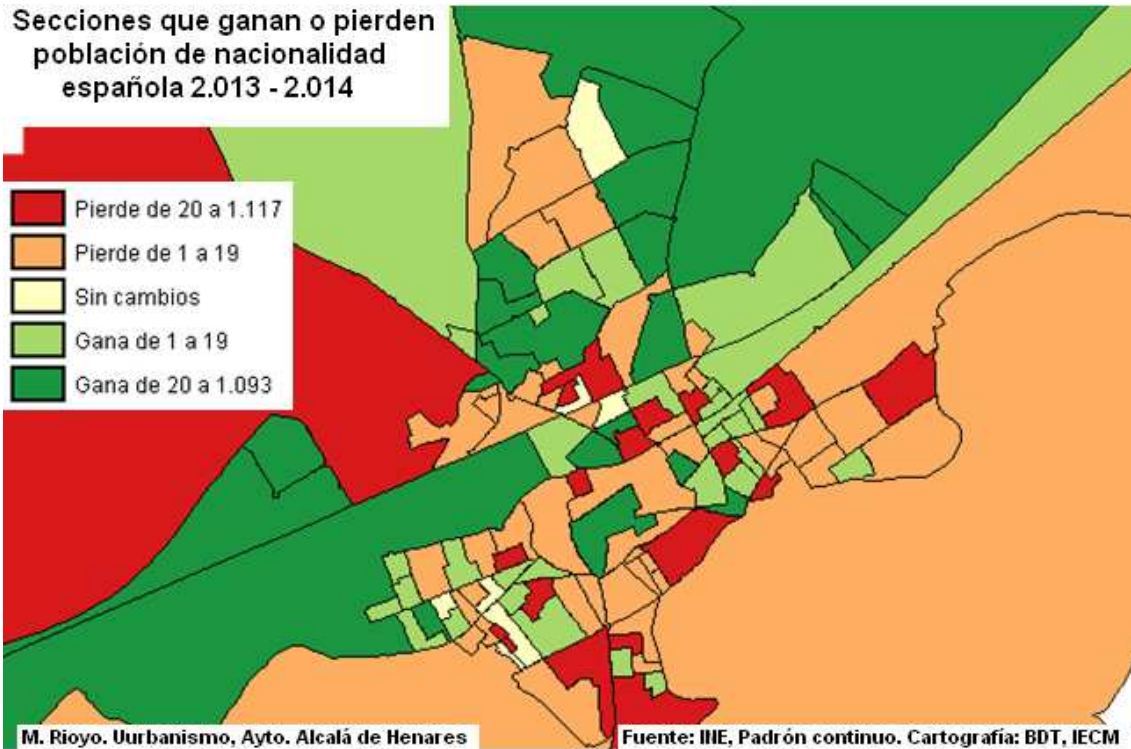 Secciones que ganan o pierden
población de nacionalidad
española 2.013 - 2.014
Pierde de 20 a 1.117
Pierde de 1 a 19
Sin cambios
Gana de 1 a 19
Gana de 20 a 1.093
M. Rioyo. Uurbanismo, Ayto. Alcalá de Henares
Fuente: INE, Padrón continuo. Cartografía: BDT, IECM